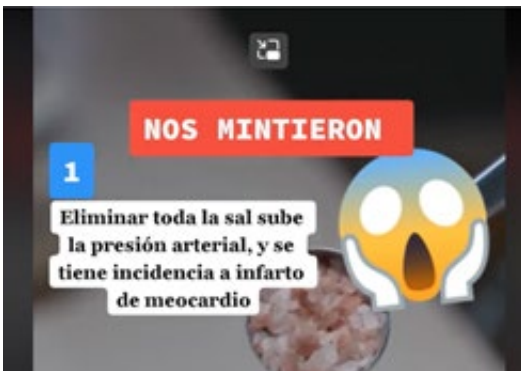 NOS MINTIERON
1
Eliminar toda la sal sube
la presión arterial, y se
tiene incidencia a infarto
de meocardio